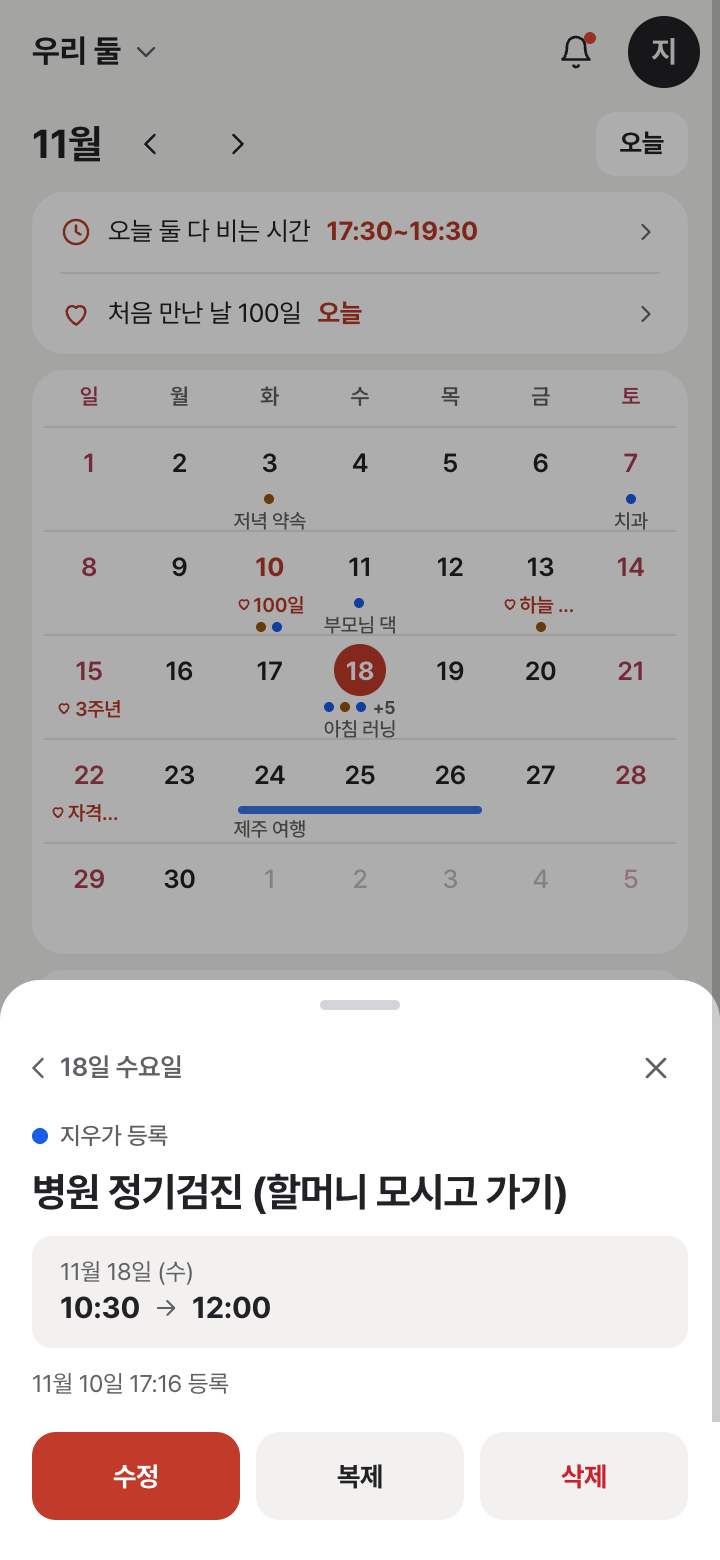 우리 둘
지
11월
오늘
오늘 둘 다 비는 시간 17:30~19:30
처음 만난 날 100일 오늘
일 월 화 수 목 금 토
1 2 3 4 5 6 7
저녁 약속 치과
8 9 10 11 12 13 14
♡100일 ♡하늘 ...
부모님 댁
15 16 17 18 19 20 21
♡ 3주년 +5
아침 러닝
22 23 24 25 26 27 28
♡자격...
제주 여행
29 30 1 2 3 4 5
18일 수요일
지우가 등록
병원 정기검진 (할머니 모시고 가기)
11월 18일 (수)
10:30 → 12:00
11월 10일 17:16 등록
수정 복제 삭제